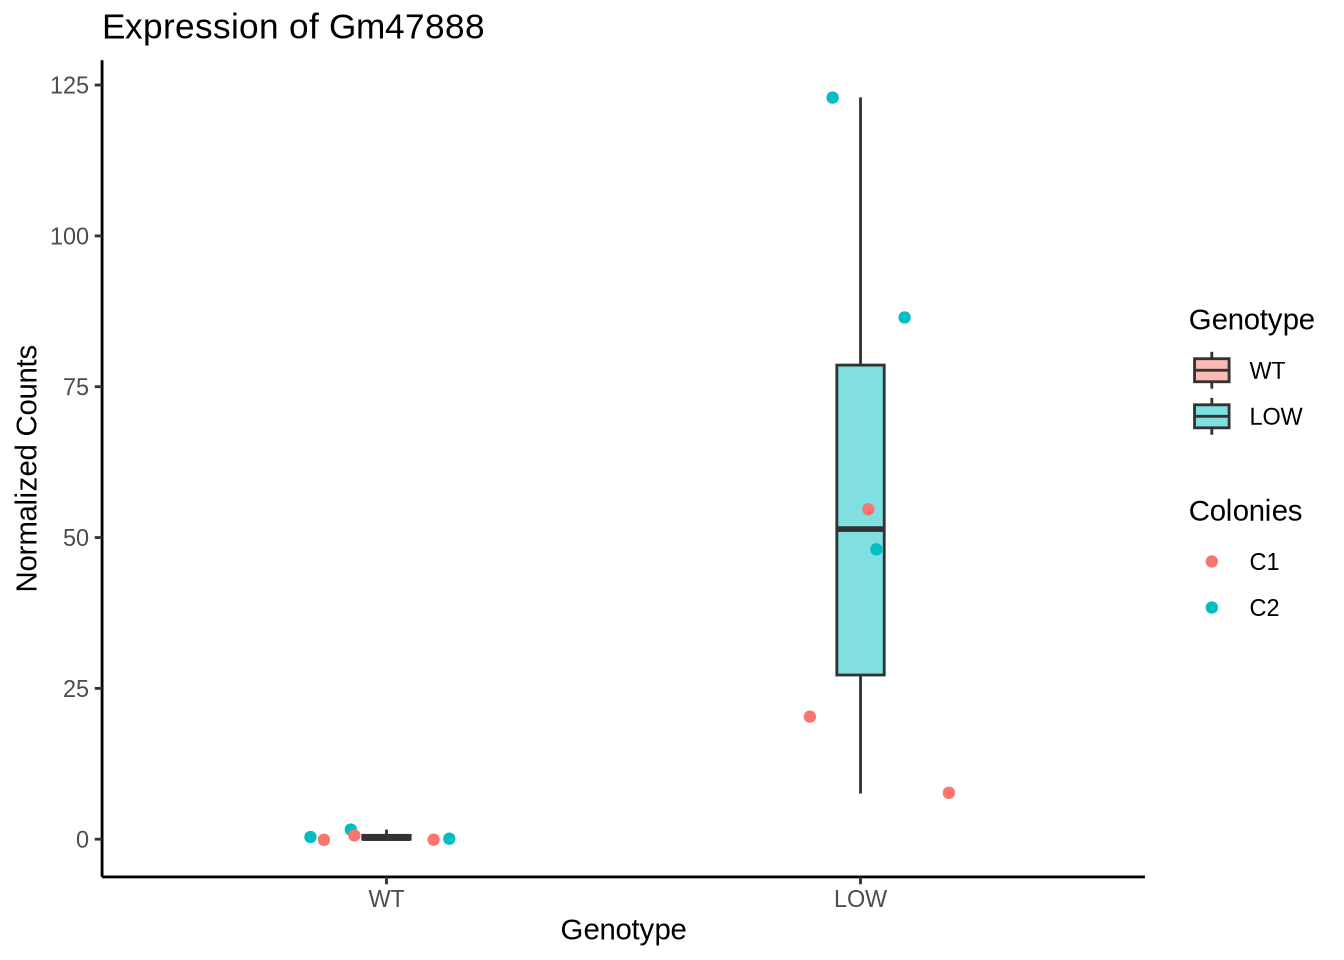 Expression of Gm47888
125
100
75
50
25
0
Normalized Counts
WT
LOW
Genotype
Genotype
WT
LOW
Colonies
C1
C2